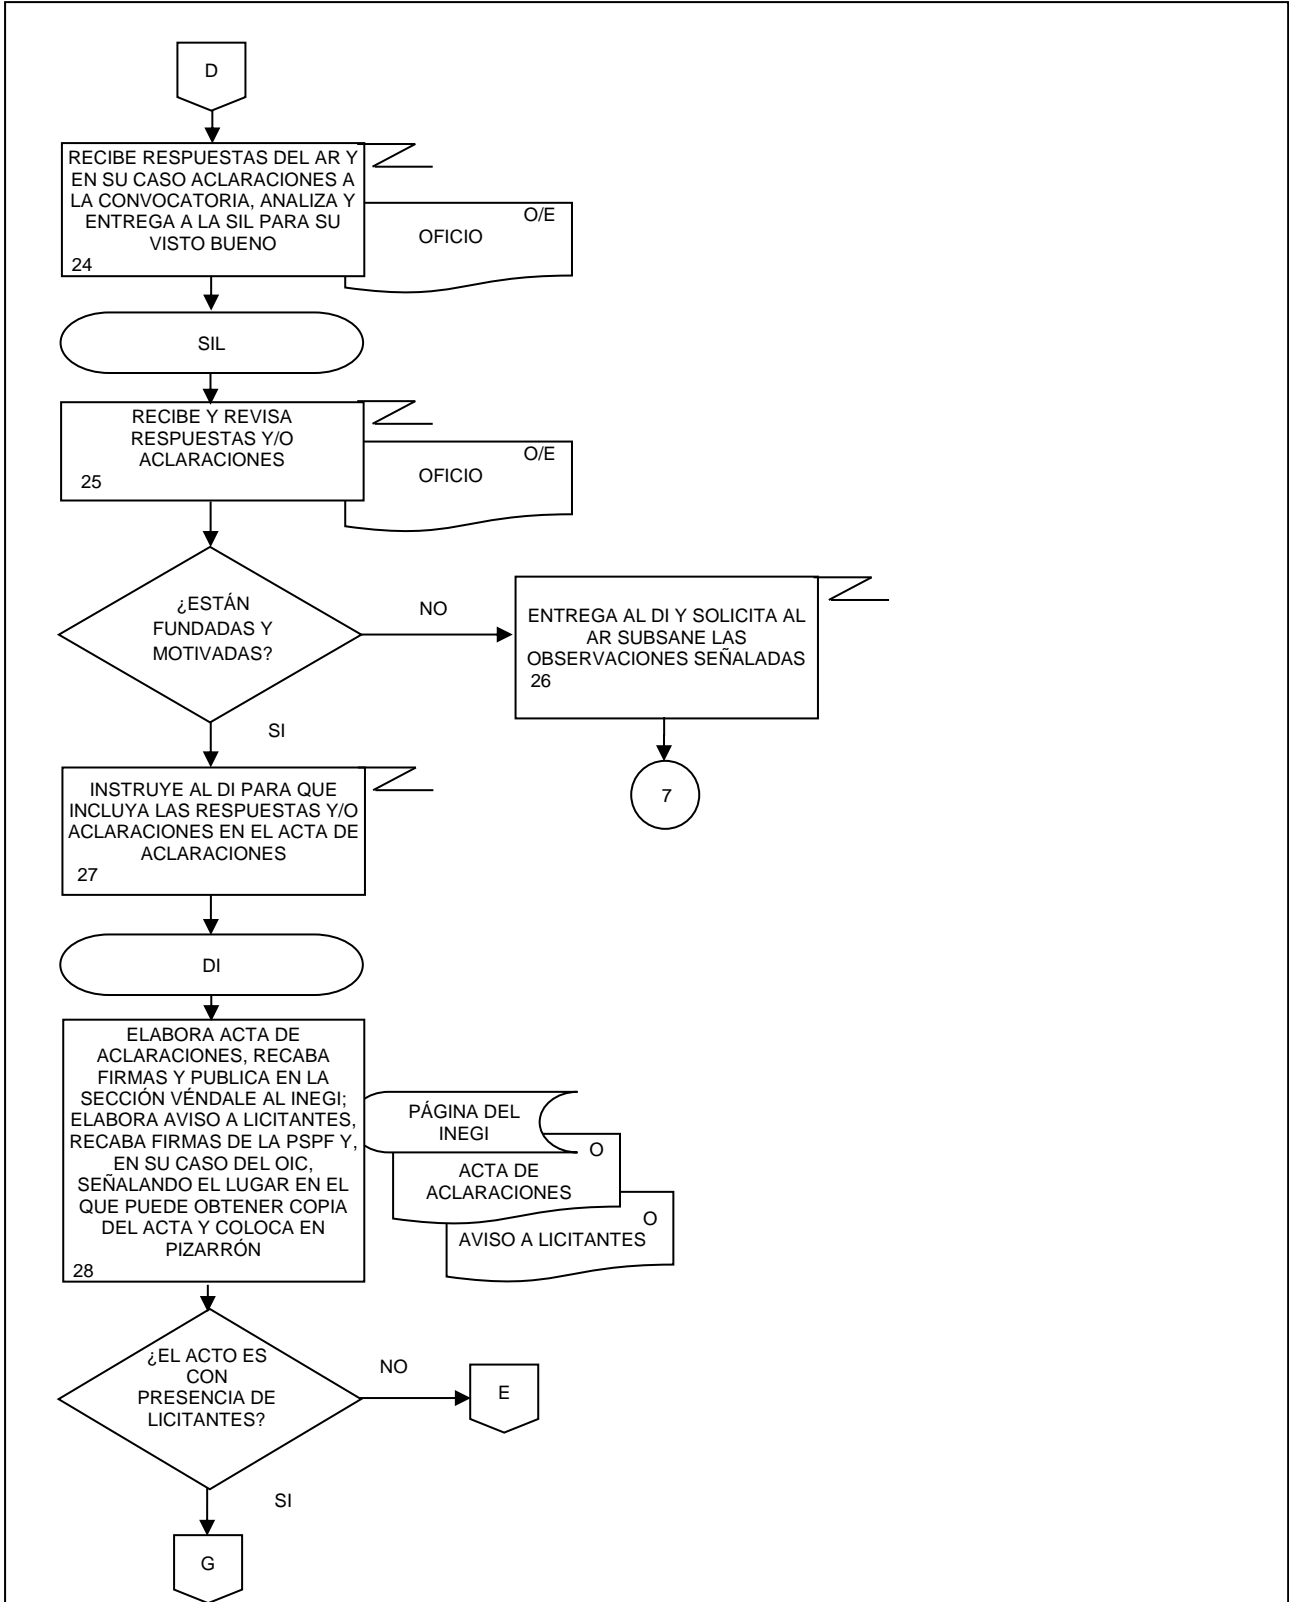 D
RECIBE RESPUESTAS DEL AR Y
EN SU CASO ACLARACIONES A
LA CONVOCATORIA, ANALIZA Y
ENTREGA A LA SIL PARA SU
VISTO BUENO
24
O/E
OFICIO
SIL
RECIBE Y REVISA
RESPUESTAS Y/O
ACLARACIONES
25
O/E
OFICIO
¿ESTÁN
FUNDADAS Y
MOTIVADAS?
NO
ENTREGA AL DI Y SOLICITA AL
AR SUBSANE LAS
OBSERVACIONES SEÑALADAS
26
7
SI
INSTRUYE AL DI PARA QUE
INCLUYA LAS RESPUESTAS Y/O
ACLARACIONES EN EL ACTA DE
ACLARACIONES
27
DI
ELABORA ACTA DE
ACLARACIONES, RECABA
FIRMAS Y PUBLICA EN LA
SECCIÓN VÉNDALE AL INEGI;
ELABORA AVISO A LICITANTES,
RECABA FIRMAS DE LA PSPF Y,
EN SU CASO DEL OIC,
SEÑALANDO EL LUGAR EN EL
QUE PUEDE OBTENER COPIA
DEL ACTA Y COLOCA EN
PIZARRÓN
28
PÁGINA DEL
INEGI
O
ACTA DE
ACLARACIONES
O
AVISO A LICITANTES
¿EL ACTO ES
CON
PRESENCIA DE
LICITANTES?
NO
E
SI
G